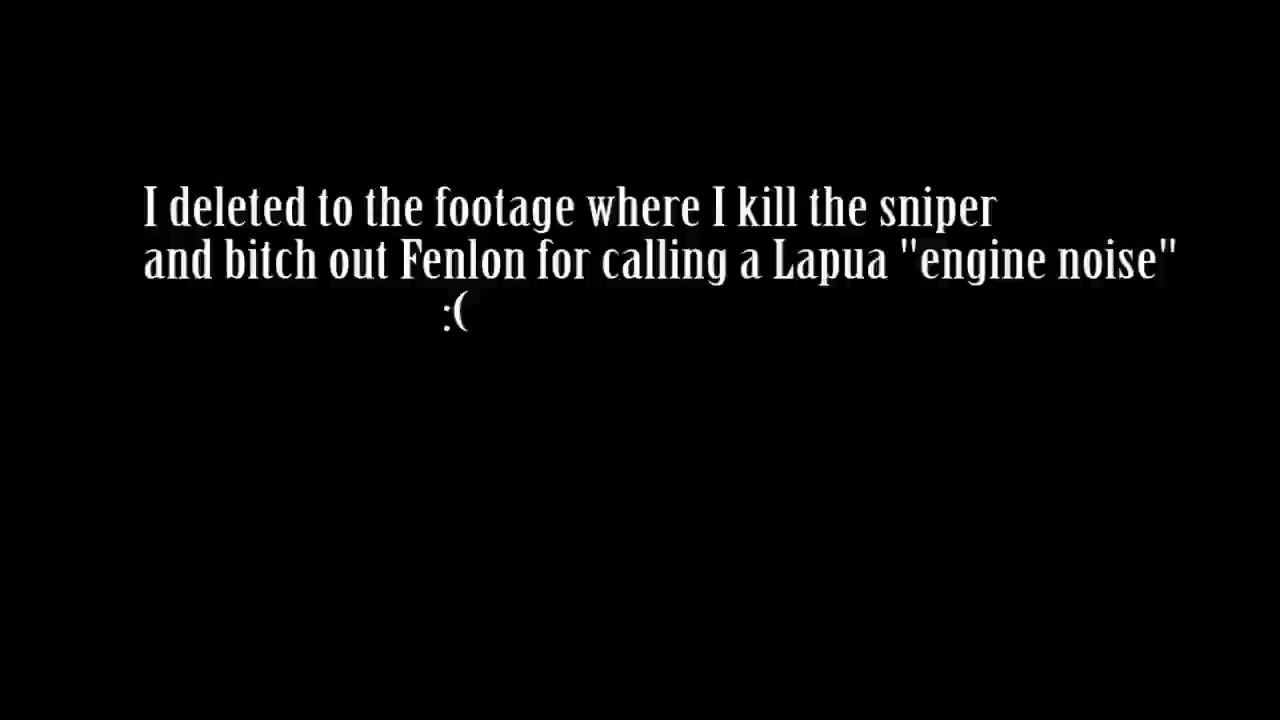 I deleted to the footage where I kill the sniper
and bitch out Fenlon for calling a Lapua "engine noise"
:(